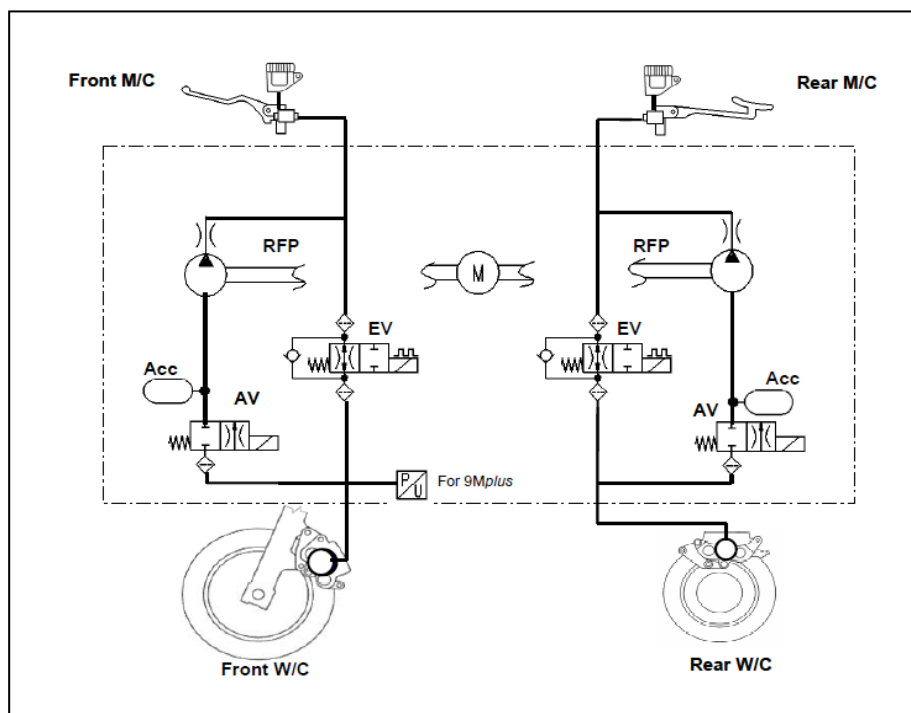 Front M/C
Rear M/C
RFP
M
RFP
EV
EV
Acc
Acc
AV
AV
P/U
For 9Mplus
Front W/C
Rear W/C